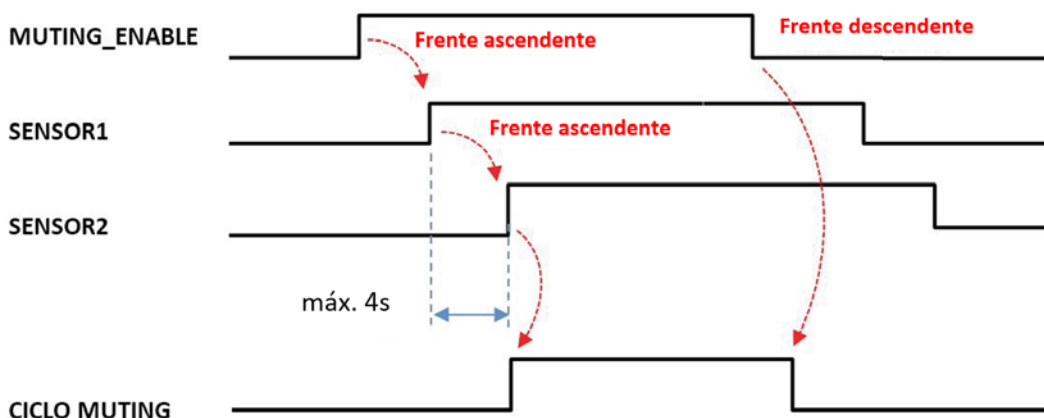 MUTING_ENABLE
Frente ascendente
Frente descendente
SENSOR1
Frente ascendente
SENSOR2
máx. 4s
CICLO MUTING